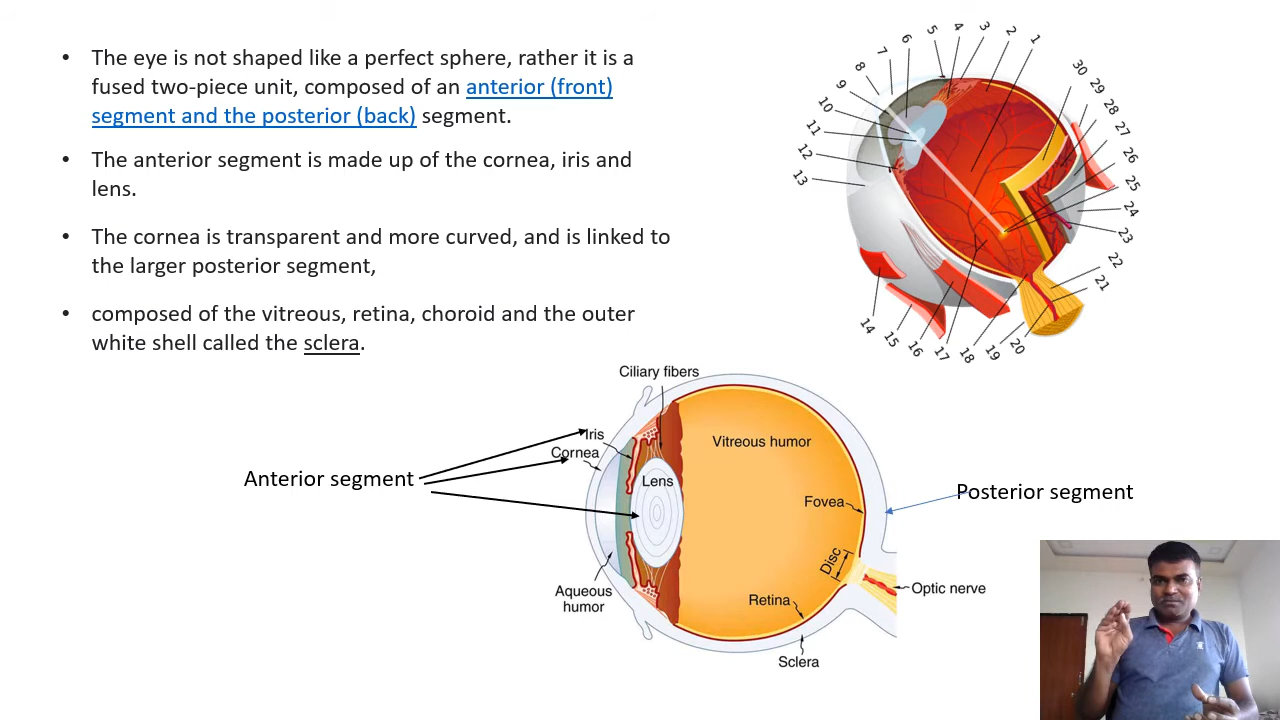 • The eye is not shaped like a perfect sphere, rather it is a
fused two-piece unit, composed of an anterior (front)
segment and the posterior (back) segment.
• The anterior segment is made up of the cornea, iris and
lens.
• The cornea is transparent and more curved, and is linked to
the larger posterior segment,
• composed of the vitreous, retina, choroid and the outer
white shell called the sclera.
1
2
3
4
5
6
7
8
9
10
11
12
13
14
15
16
17
18
19
20
21
22
23
24
25
26
27
28
29
30
Ciliary fibers
Iris
Cornea
Vitreous humor
Anterior segment
Lens
Fovea
Posterior segment
Disc
Aqueous
humor
Optic nerve
Retina
Sclera